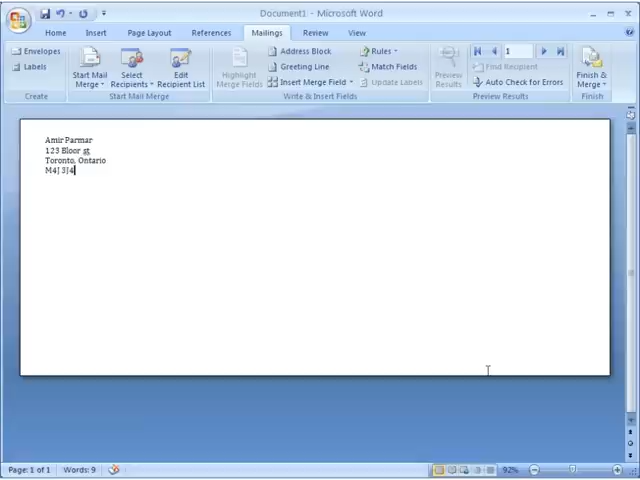 Document1 - Microsoft Word
Home Insert Page Layout References Mailings Review View
Envelopes
Labels
Create
Start Mail
Merge
Select
Recipients
Edit
Recipient List
Start Mail Merge
Highlight
Merge Fields
Address Block
Greeting Line
Insert Merge Field
Rules
Match Fields
Update Labels
Write & Insert Fields
Preview
Results
1
Find Recipient
Auto Check for Errors
Preview Results
Finish &
Merge
Finish
Amir Parmar
123 Bloor st
Toronto, Ontario
M4J 3J4
Page: 1 of 1 Words: 9 92%